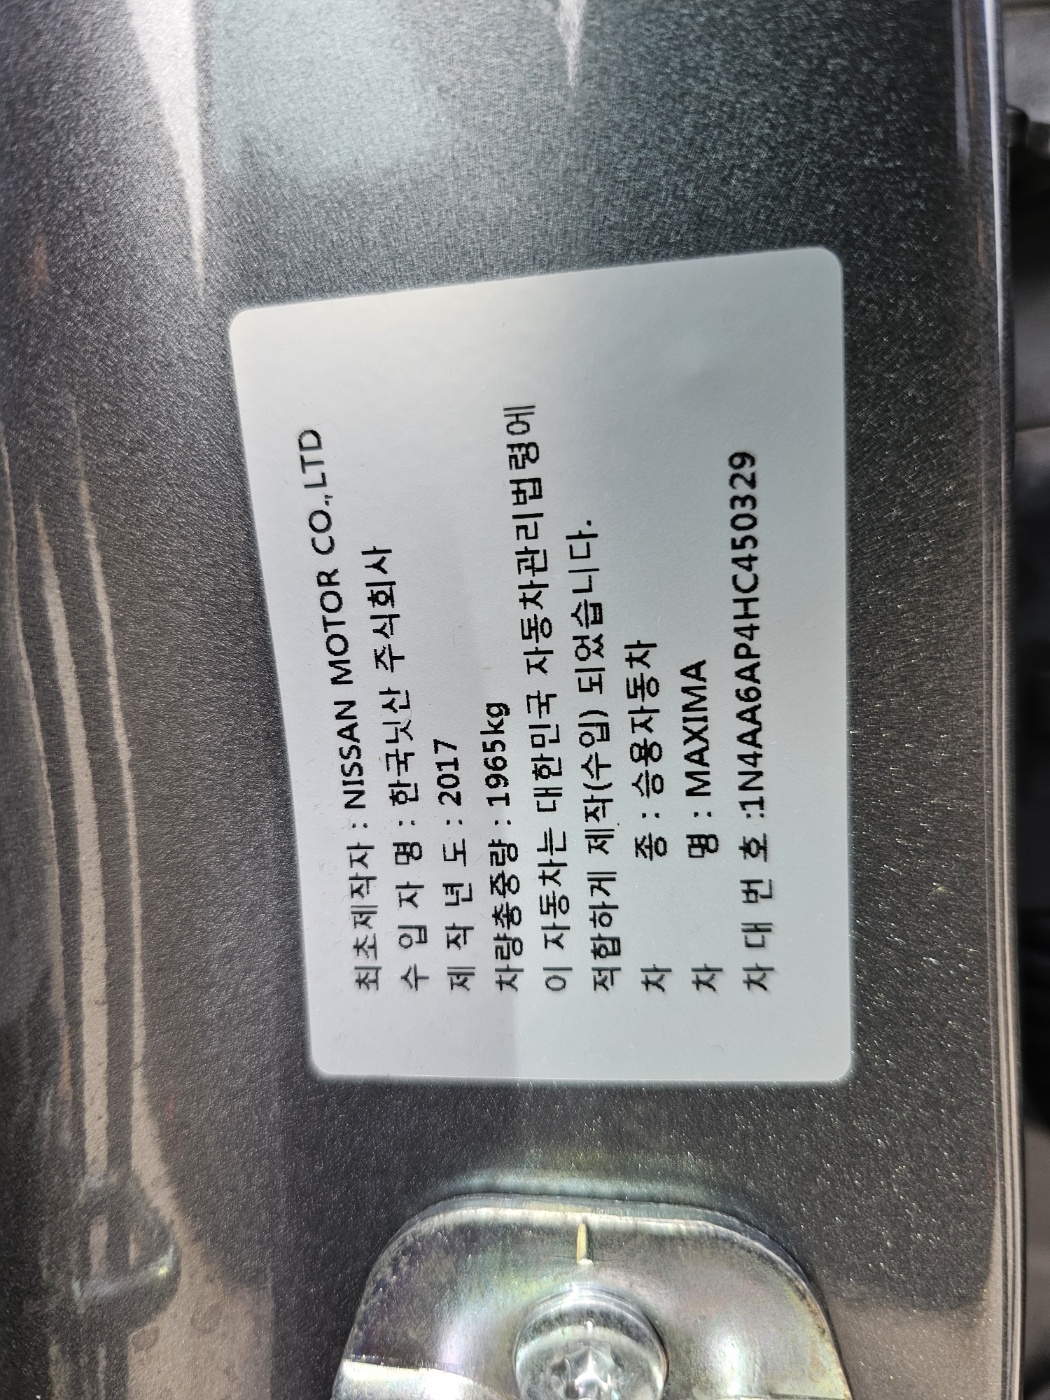 최초제작자 : NISSAN MOTOR CO.,LTD
수 입 자 명 : 한국닛산 주식회사
제 작 년 도 : 2017
차량총중량 : 1965kg
이 자동차는 대한민국 자동차관리법령에
적합하게 제작(수입) 되었습니다.
차 종 : 승용자동차
차 명 : MAXIMA
차 대 번 호 :1N4AA6AP4HC450329